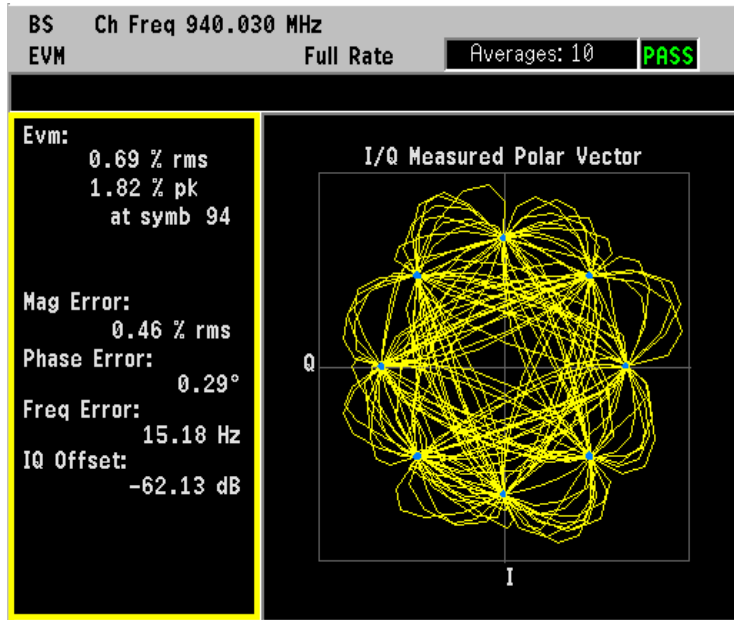 BS Ch Freq 940.030 MHz
EVM Full Rate Averages: 10 PASS
Evm:
0.69 % rms
1.82 % pk
at symb 94
Mag Error:
0.46 % rms
Phase Error:
0.29°
Freq Error:
15.18 Hz
IQ Offset:
-62.13 dB
I/Q Measured Polar Vector
Q
I